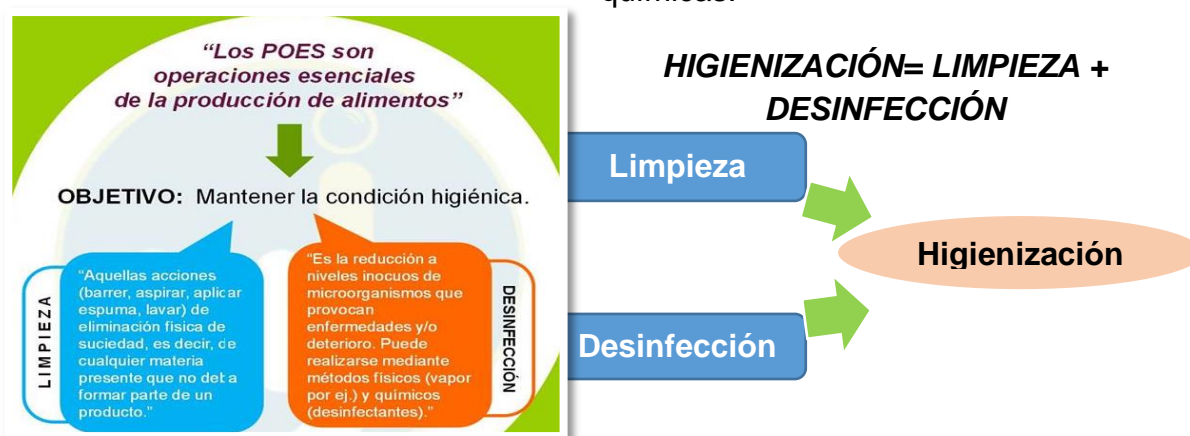 químicas.
“Los POES son
operaciones esenciales
de la producción de alimentos”
OBJETIVO: Mantener la condición higiénica.
LIMPIEZA
“Aquellas acciones
(barrer, aspirar, aplicar
espuma, lavar) de
eliminación física de
suciedad, es decir, de
cualquier materia
presente que no deba
formar parte de un
producto.”
“Es la reducción a
niveles inocuos de
microorganismos que
provocan
enfermedades y/o
deterioro. Puede
realizarse mediante
métodos físicos (vapor
por ej.) y químicos
(desinfectantes).”
DESINFECCIÓN
HIGIENIZACIÓN= LIMPIEZA +
DESINFECCIÓN
Limpieza
Desinfección
Higienización